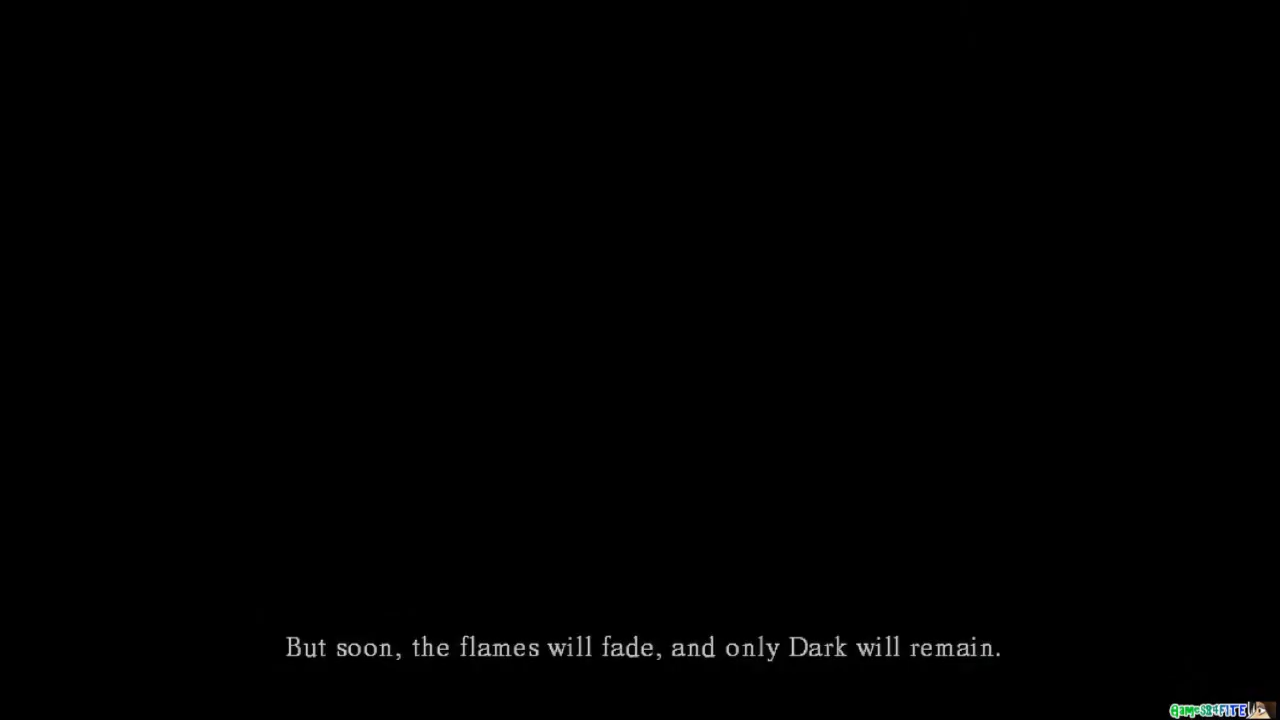 But soon, the flames will fade, and only Dark will remain.